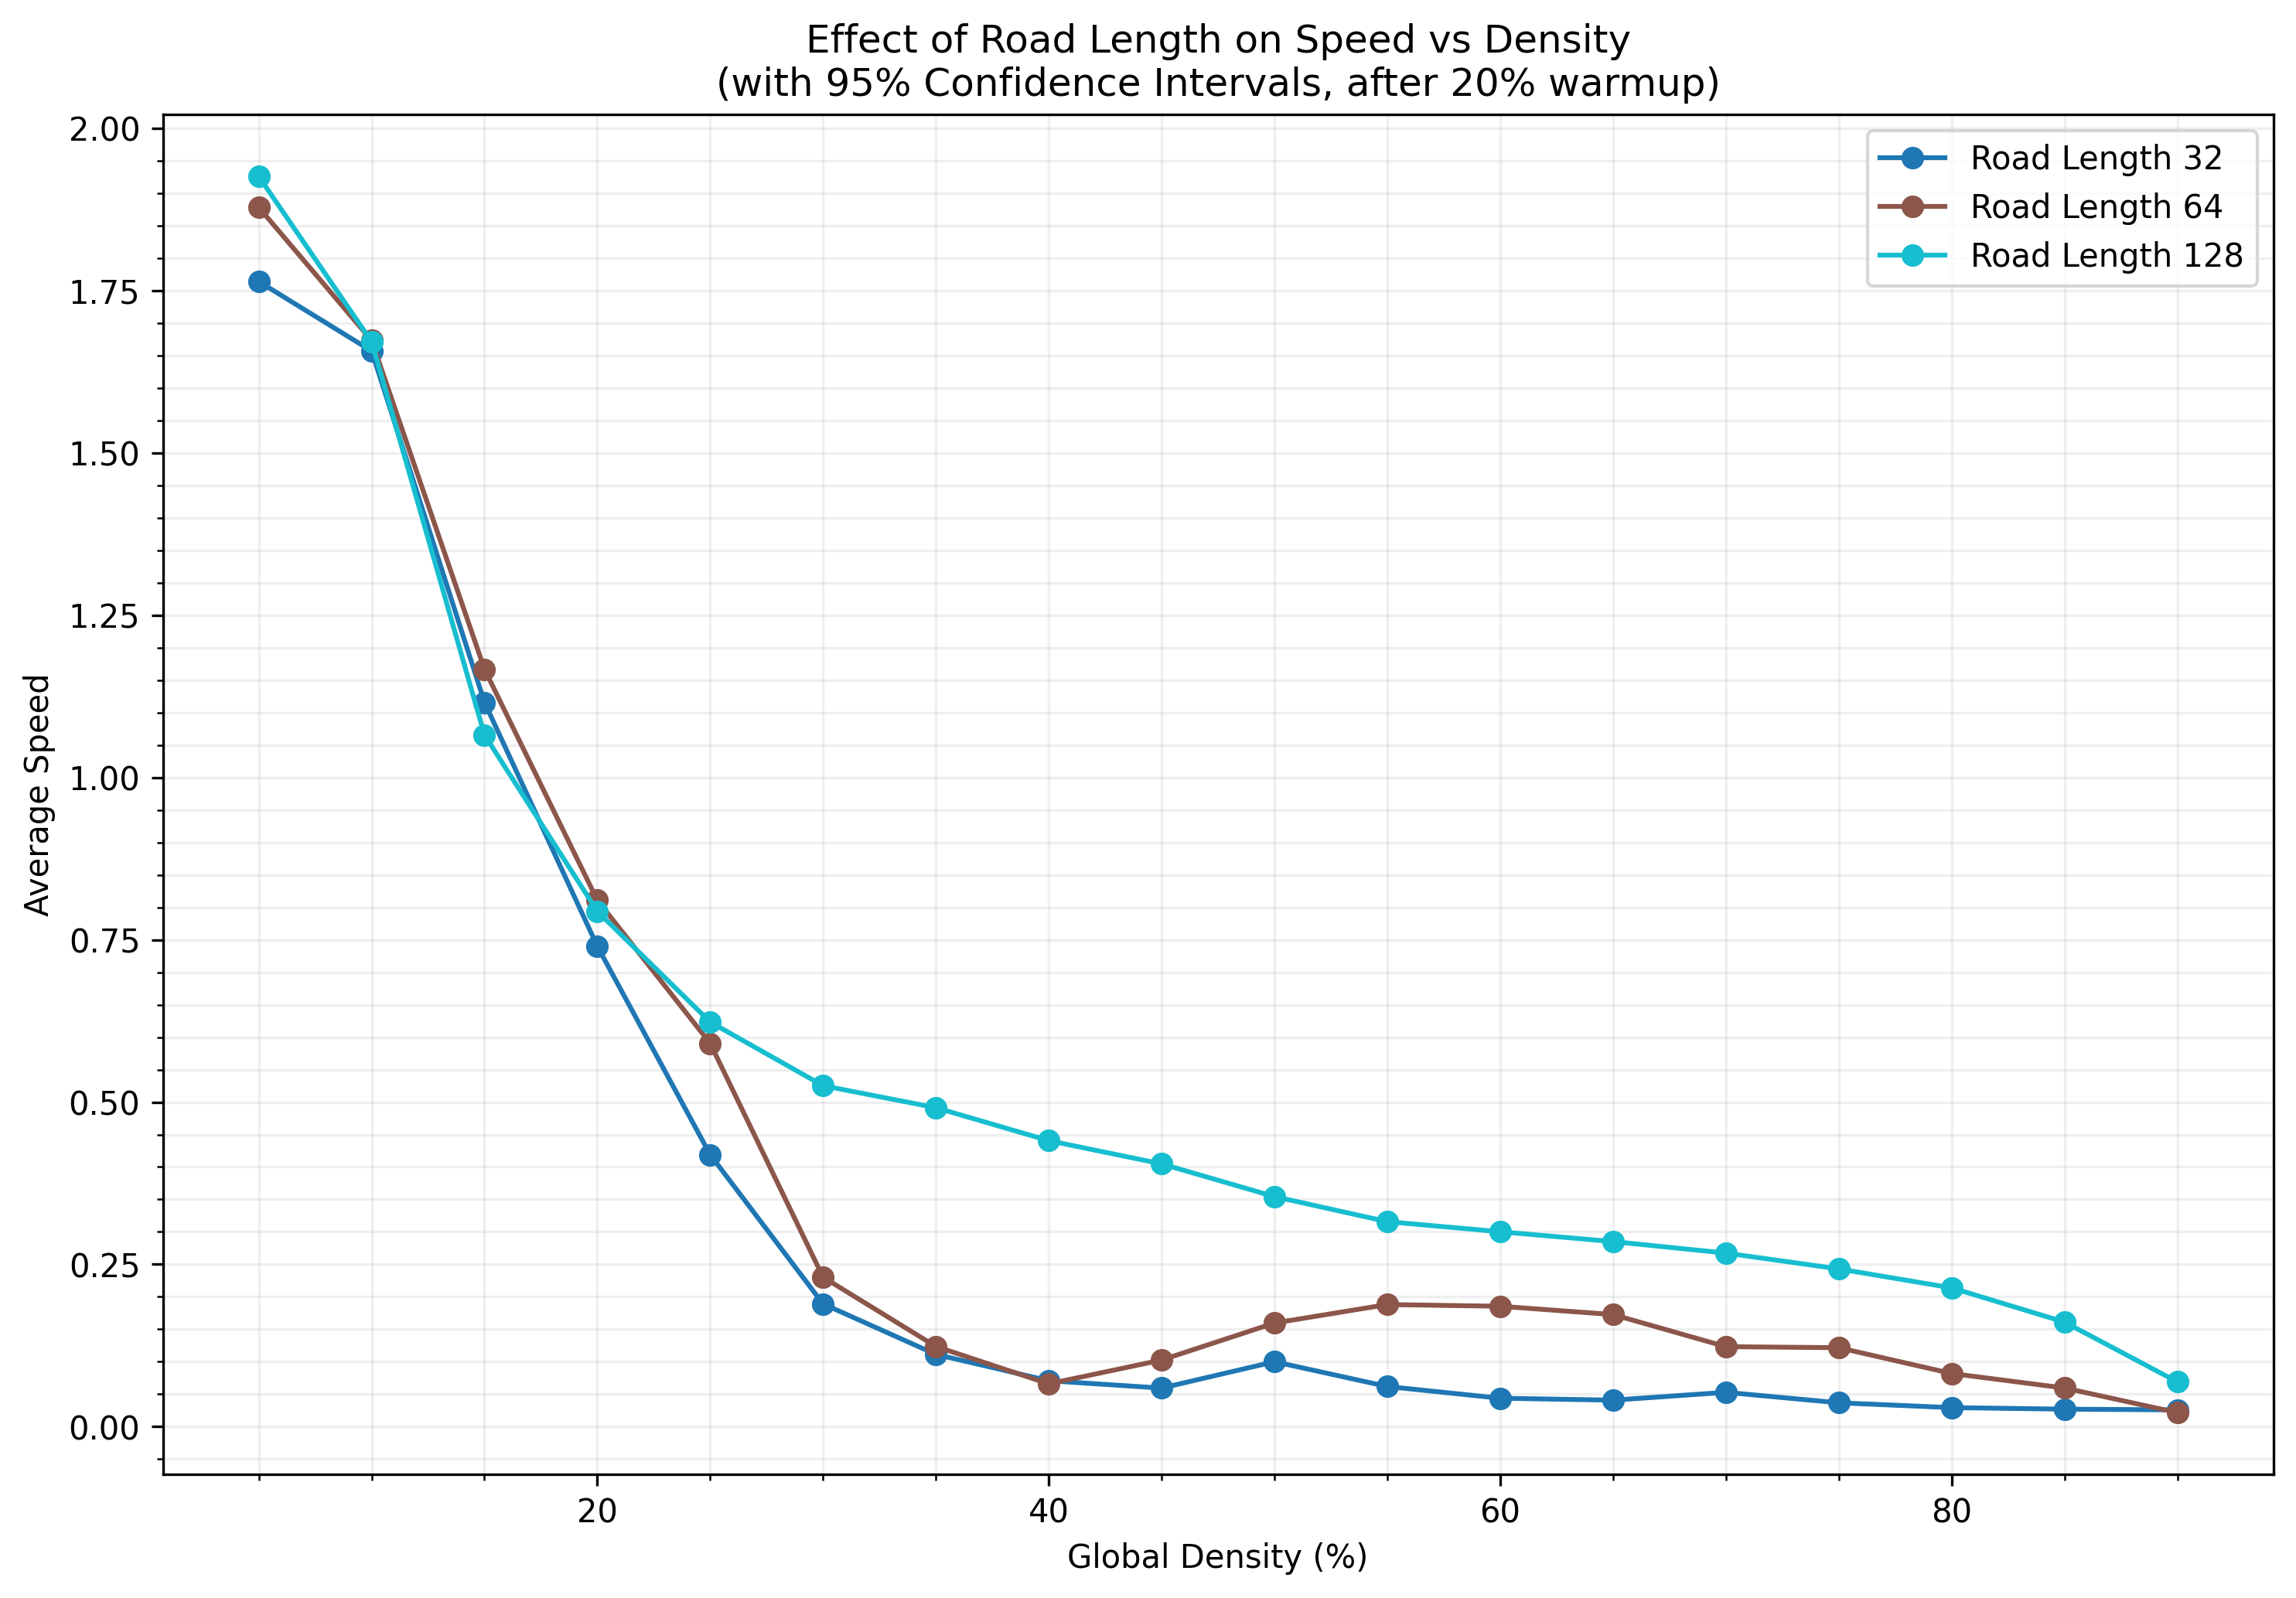 Effect of Road Length on Speed vs Density
(with 95% Confidence Intervals, after 20% warmup)
2.00
1.75
1.50
1.25
1.00
0.75
0.50
0.25
0.00
Average Speed
Road Length 32
Road Length 64
Road Length 128
20
40
60
80
Global Density (%)